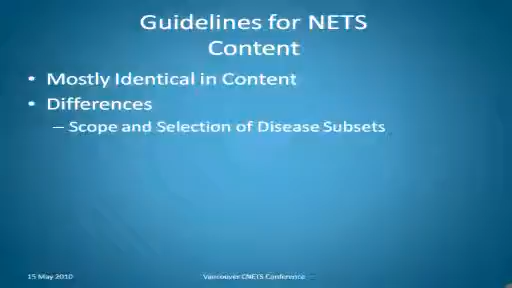 Guidelines for NETS
Content
• Mostly Identical in Content
• Differences
– Scope and Selection of Disease Subsets
15 May 2010
Vancouver CNETS Conference